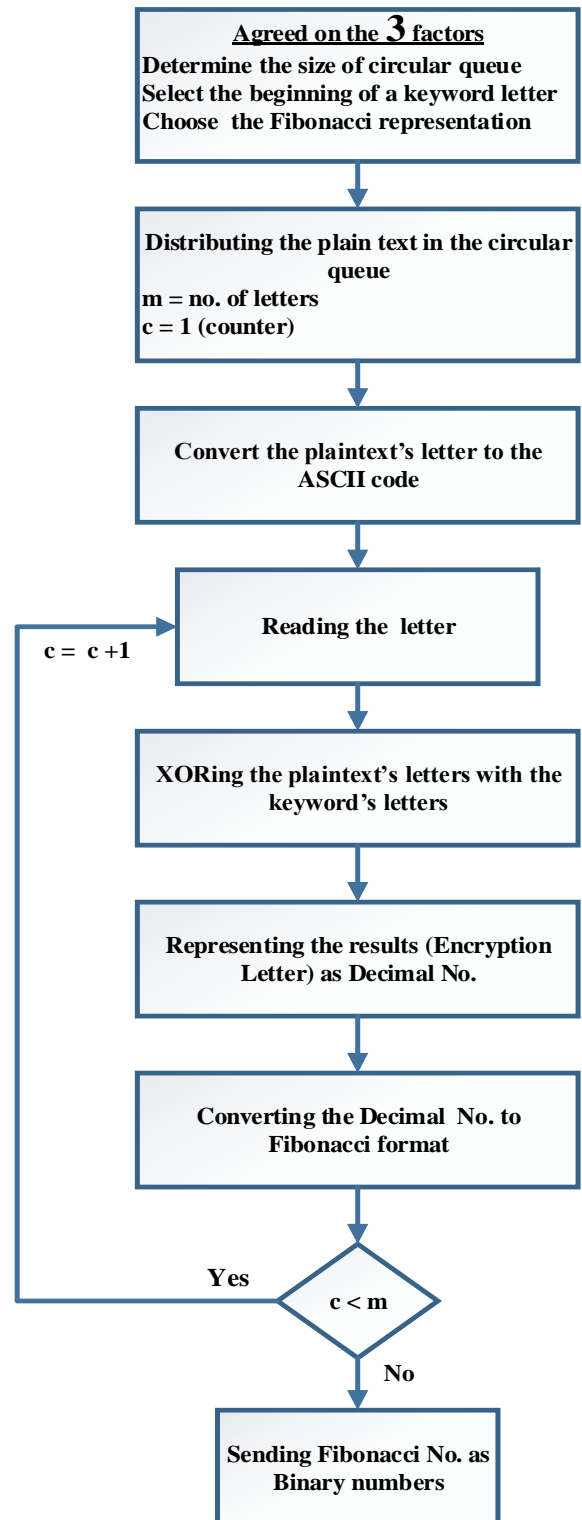 Agreed on the 3 factors
Determine the size of circular queue
Select the beginning of a keyword letter
Choose the Fibonacci representation
Distributing the plain text in the circular
queue
m = no. of letters
c = 1 (counter)
Convert the plaintext’s letter to the
ASCII code
Reading the letter
c = c +1
XORing the plaintext’s letters with the
keyword’s letters
Representing the results (Encryption
Letter) as Decimal No.
Converting the Decimal No. to
Fibonacci format
Yes
c < m
No
Sending Fibonacci No. as
Binary numbers